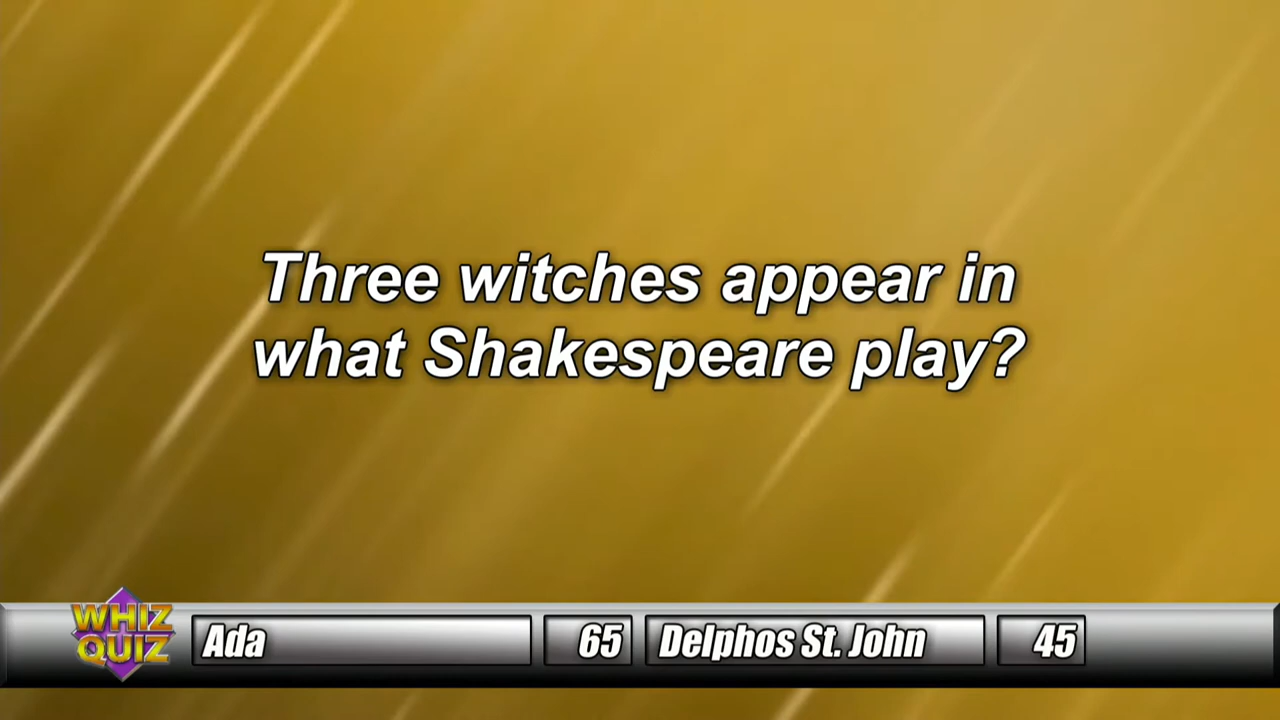 Three witches appear in
what Shakespeare play?
WHIZ
QUIZ
Ada 65 Delphos St. John 45